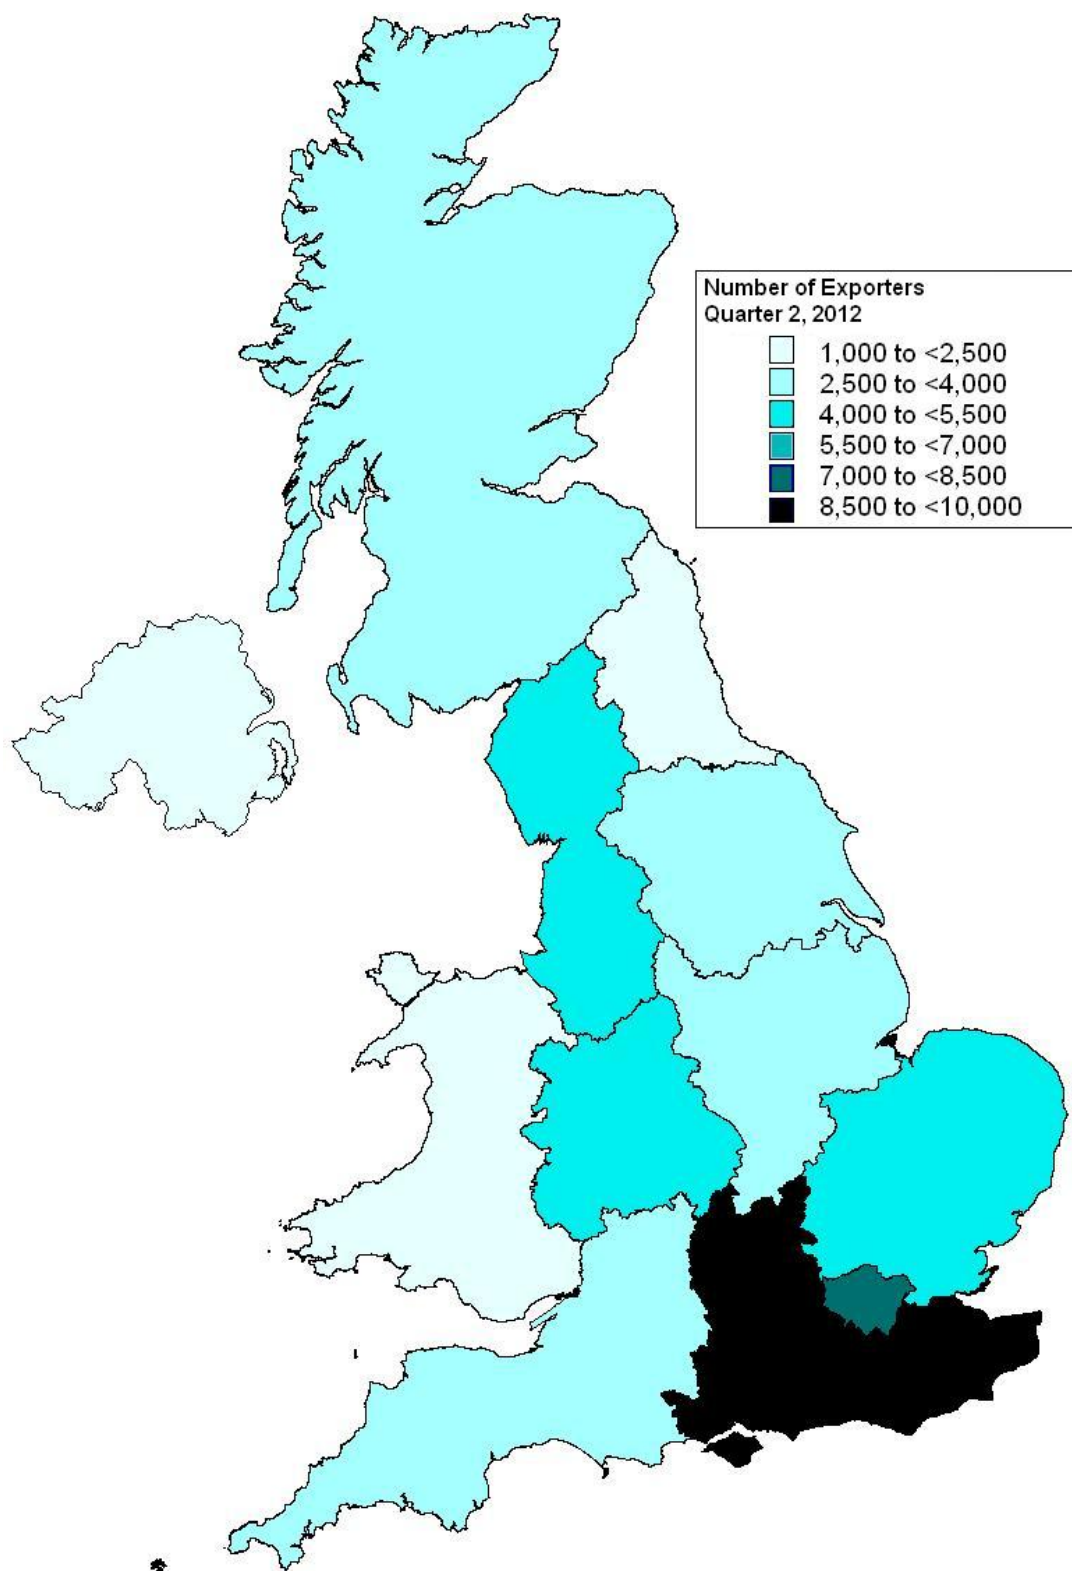 Number of Exporters
Quarter 2, 2012
1,000 to <2,500
2,500 to <4,000
4,000 to <5,500
5,500 to <7,000
7,000 to <8,500
8,500 to <10,000